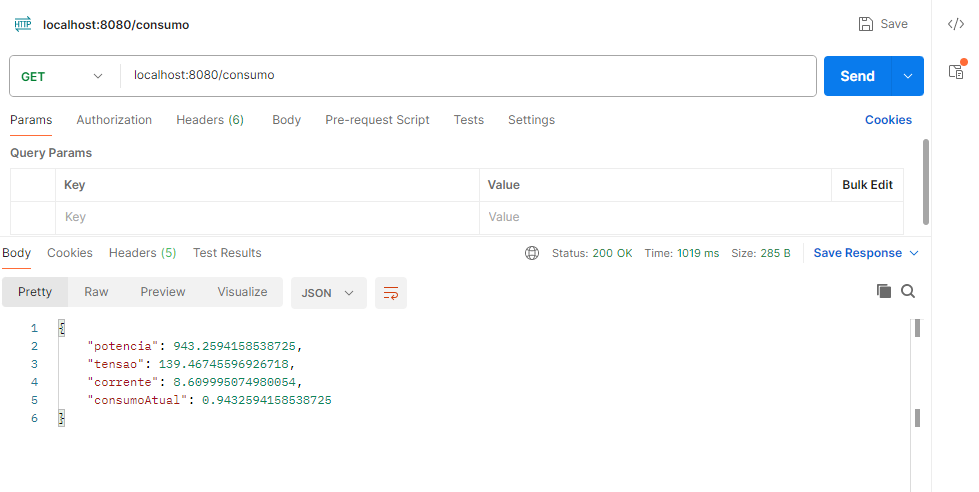 HTTP localhost:8080/consumo Save
GET localhost:8080/consumo Send
Params Authorization Headers (6) Body Pre-request Script Tests Settings Cookies
Query Params
Key Value Bulk Edit
Key Value
Body Cookies Headers (5) Test Results Status: 200 OK Time: 1019 ms Size: 285 B Save Response
Pretty Raw Preview Visualize JSON
1 {
2 "potencia": 943.2594158538725,
3 "tensao": 139.46745596926718,
4 "corrente": 8.609995074980054,
5 "consumoAtual": 0.9432594158538725
6 }